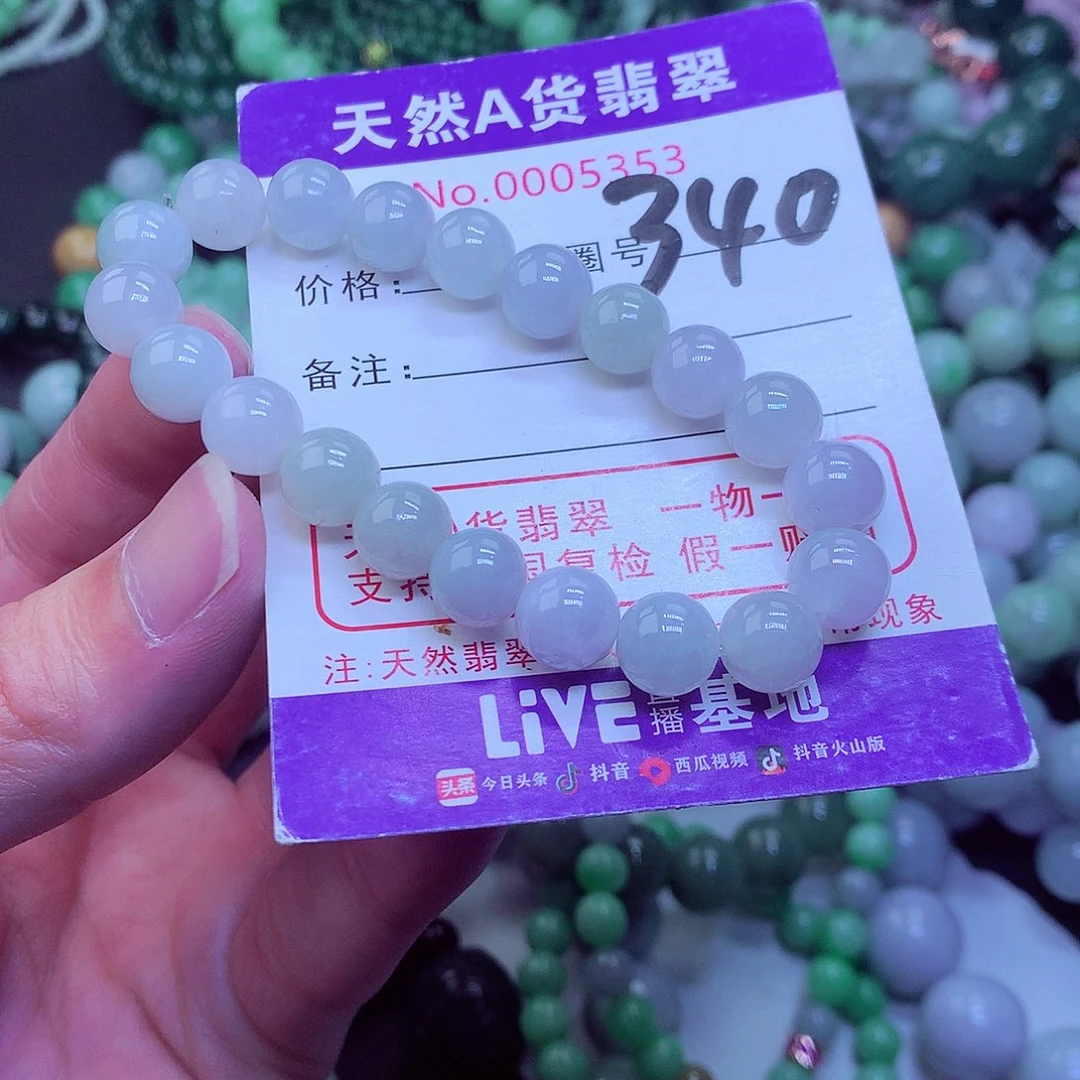 天然A货翡翠
No.0005353
价格: 圈号 340
备注:
货翡翠 一物一
支持 复检 假一
注:天然翡翠 现象
LiVE 直播 基地
头条 今日头条 抖音 西瓜视频 抖音火山版